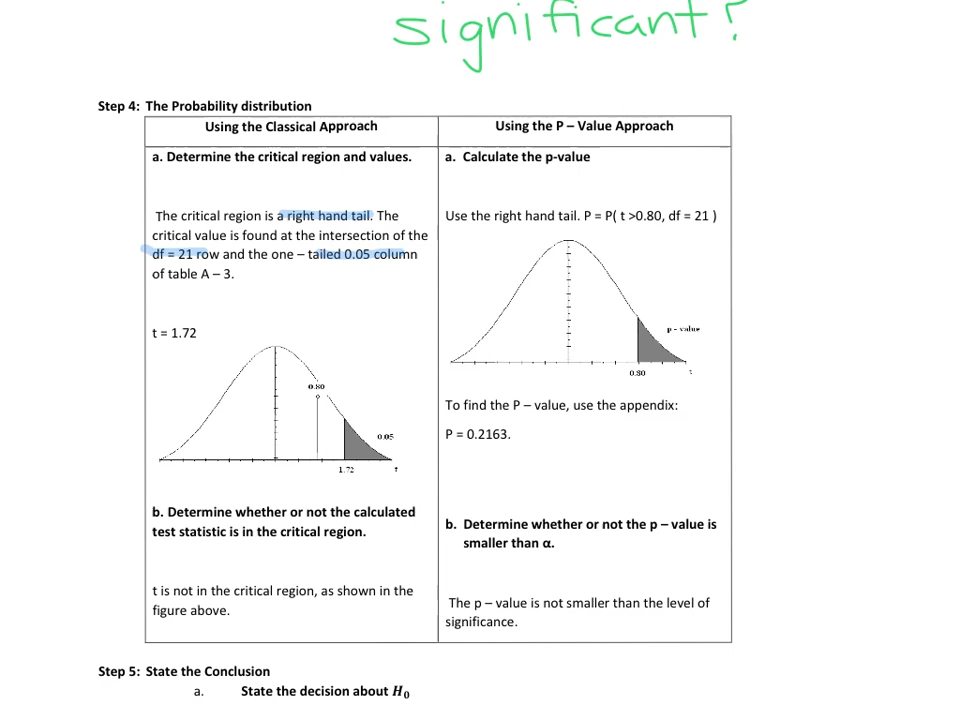 significant?
Step 4: The Probability distribution
Using the Classical Approach
a. Determine the critical region and values.
The critical region is a right hand tail. The
critical value is found at the intersection of the
df = 21 row and the one – tailed 0.05 column
of table A – 3.
t = 1.72
0.80
0.05
1.72
t
b. Determine whether or not the calculated
test statistic is in the critical region.
t is not in the critical region, as shown in the
figure above.
Using the P – Value Approach
a. Calculate the p-value
Use the right hand tail. P = P( t >0.80, df = 21 )
p - value
0.80
t
To find the P – value, use the appendix:
P = 0.2163.
b. Determine whether or not the p – value is
smaller than α.
The p – value is not smaller than the level of
significance.
Step 5: State the Conclusion
a. State the decision about H₀